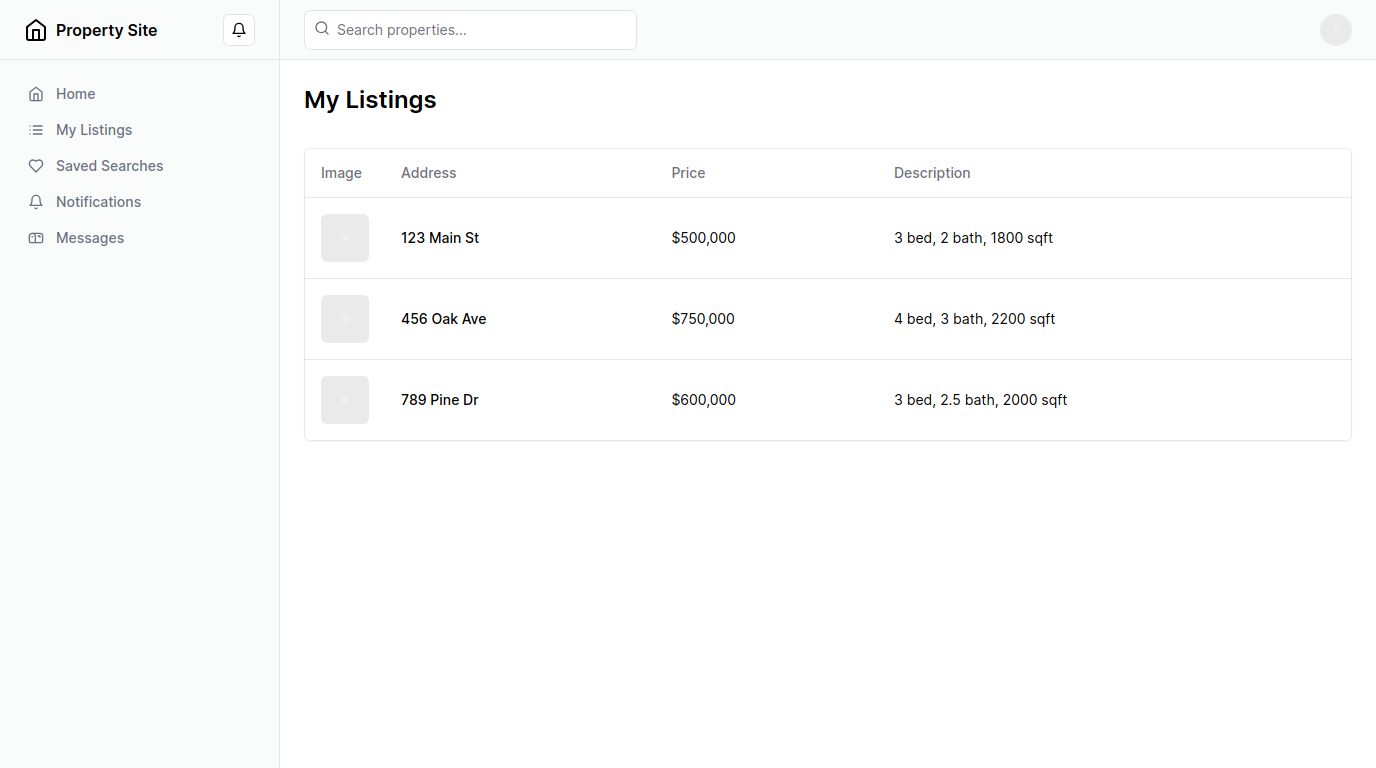 Property Site
Search properties...
Home
My Listings
Saved Searches
Notifications
Messages
My Listings
Image Address Price Description
123 Main St $500,000 3 bed, 2 bath, 1800 sqft
456 Oak Ave $750,000 4 bed, 3 bath, 2200 sqft
789 Pine Dr $600,000 3 bed, 2.5 bath, 2000 sqft